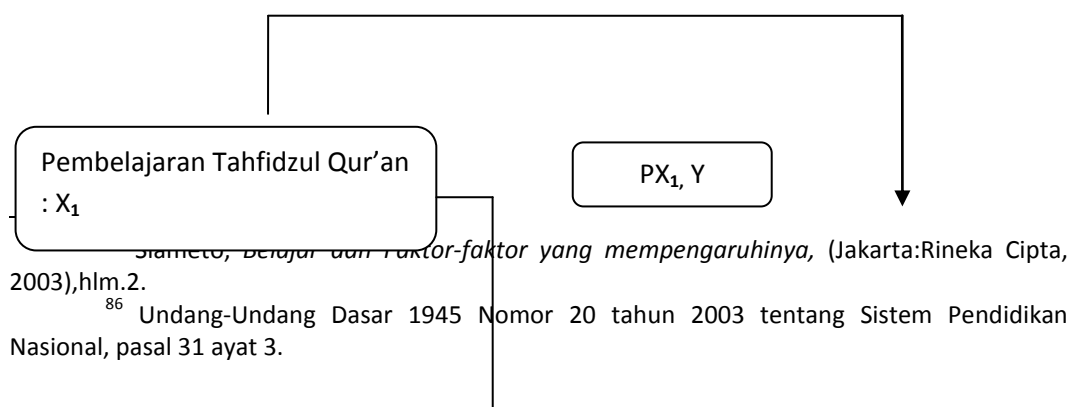 Pembelajaran Tahfidzul Qur’an
: X₁
PX₁, Y
Slameto, Belajar dan Faktor-faktor yang mempengaruhinya, (Jakarta:Rineka Cipta,
2003),hlm.2.
⁸⁶ Undang-Undang Dasar 1945 Nomor 20 tahun 2003 tentang Sistem Pendidikan
Nasional, pasal 31 ayat 3.